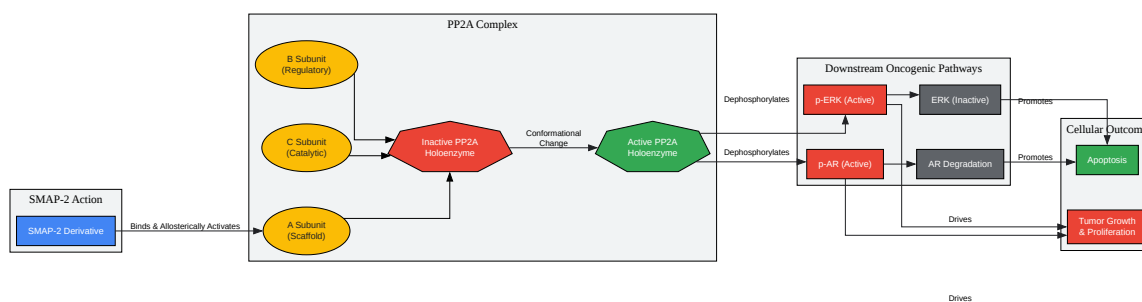 PP2A Complex
B Subunit
(Regulatory)
C Subunit
(Catalytic)
A Subunit
(Scaffold)
Inactive PP2A
Holoenzyme
Conformational
Change
Active PP2A
Holoenzyme
SMAP-2 Action
SMAP-2 Derivative
Binds & Allosterically Activates
Dephosphorylates
Dephosphorylates
Downstream Oncogenic Pathways
p-ERK (Active)
ERK (Inactive)
p-AR (Active)
AR Degradation
Promotes
Promotes
Drives
Drives
Cellular Outcom
Apoptosis
Tumor Growth
& Proliferation